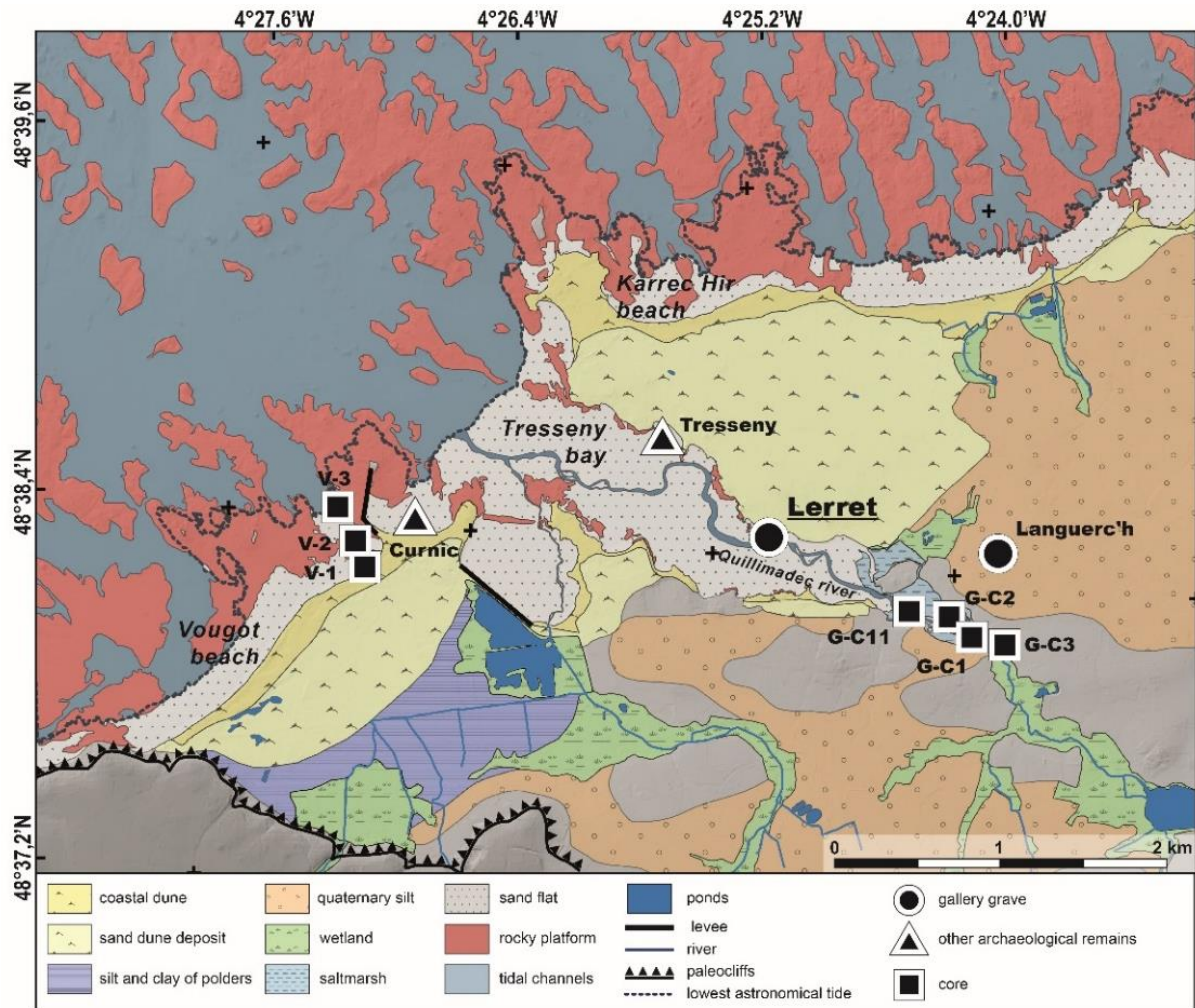 4°27.6'W 4°26.4'W 4°25.2'W 4°24.0'W
48°39,6'N
Karrec Hir
beach
Tresseny
bay
Tresseny
48°38,4'N
V-3
Lerret
V-2
Curnic
Languerc'h
V-1
Quillimadec river
G-C2
Vougot
beach
G-C11
G-C3
G-C1
48°37,2'N
0 1 2 km
coastal dune
sand dune deposit
silt and clay of polders
quaternary silt
wetland
saltmarsh
sand flat
rocky platform
tidal channels
ponds
levee
river
paleocliffs
lowest astronomical tide
gallery grave
other archaeological remains
core